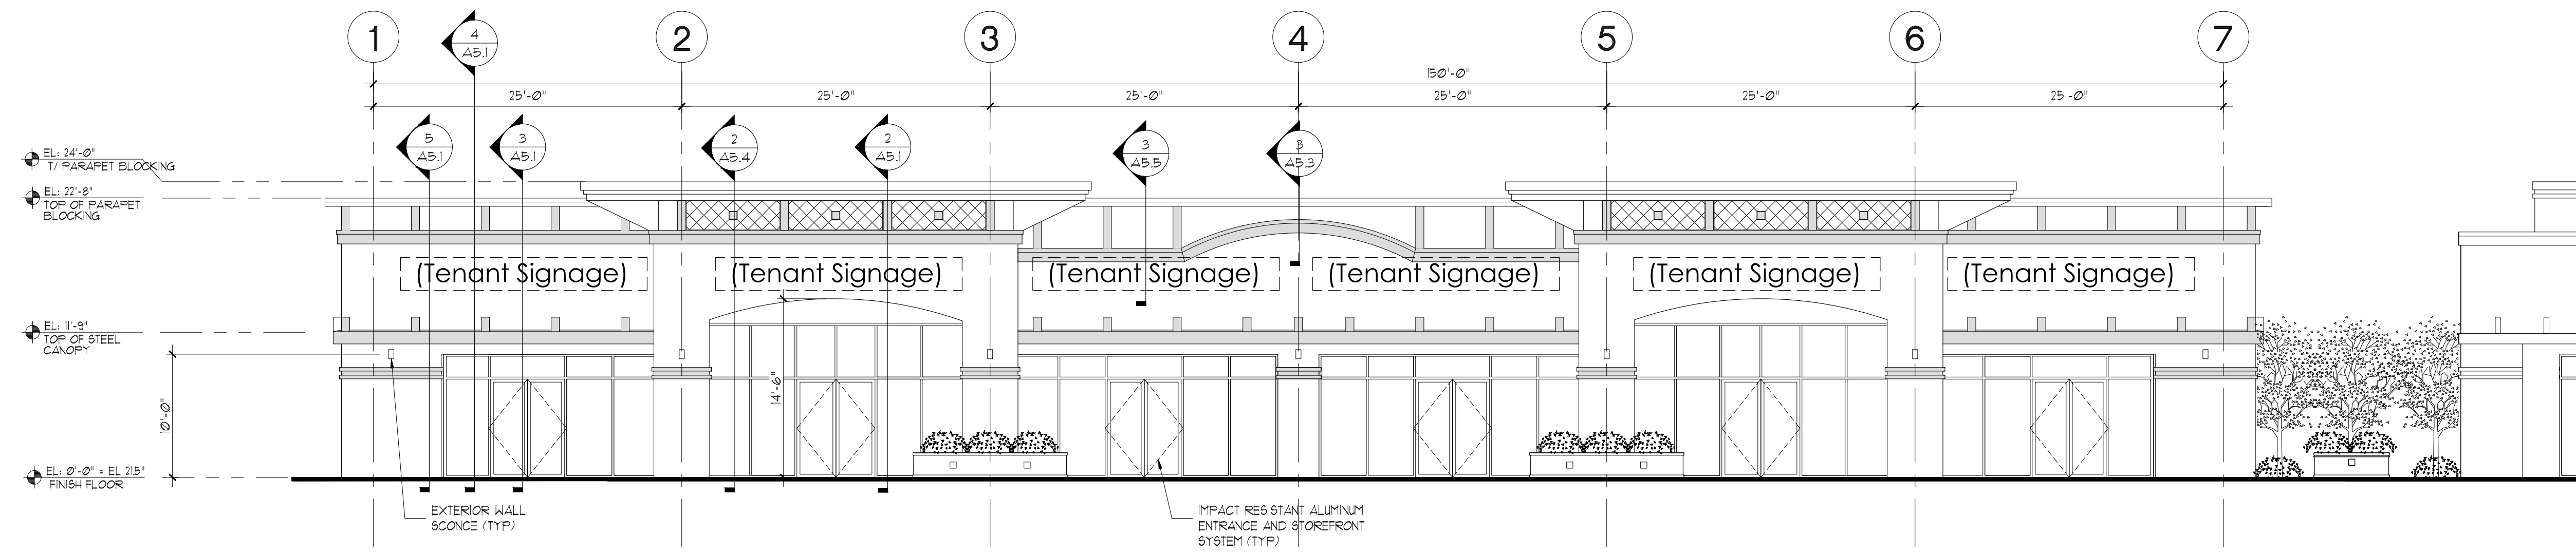 1
2
3
4
5
6
7
4
A5.1
150'-0"
25'-0"
25'-0"
25'-0"
25'-0"
25'-0"
25'-0"
5
A5.1
3
A5.1
2
A5.4
2
A5.1
3
A5.5
3
A5.3
EL: 24'-0"
T/ PARAPET BLOCKING
EL: 22'-8"
TOP OF PARAPET
BLOCKING
(Tenant Signage)
(Tenant Signage)
(Tenant Signage)
(Tenant Signage)
(Tenant Signage)
(Tenant Signage)
EL: 11'-9"
TOP OF STEEL
CANOPY
14'-6"
10'-0"
EL: 0'-0" = EL 21.5"
FINISH FLOOR
EXTERIOR WALL
SCONCE (TYP)
IMPACT RESISTANT ALUMINUM
ENTRANCE AND STOREFRONT
SYSTEM (TYP)